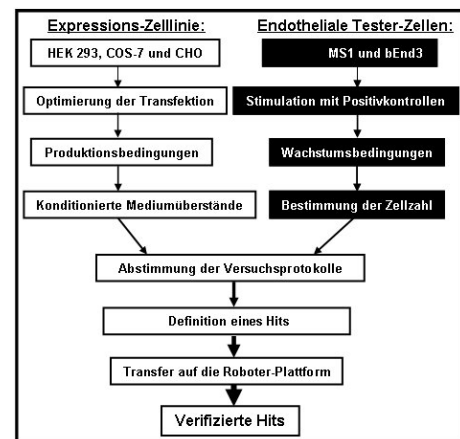 Expressions-Zelllinie:
HEK 293, COS-7 und CHO
Optimierung der Transfektion
Produktionsbedingungen
Konditionierte Mediumüberstände
Endotheliale Tester-Zellen:
MS1 und bEnd3
Stimulation mit Positivkontrollen
Wachstumsbedingungen
Bestimmung der Zellzahl
Abstimmung der Versuchsprotokolle
Definition eines Hits
Transfer auf die Roboter-Plattform
Verifizierte Hits